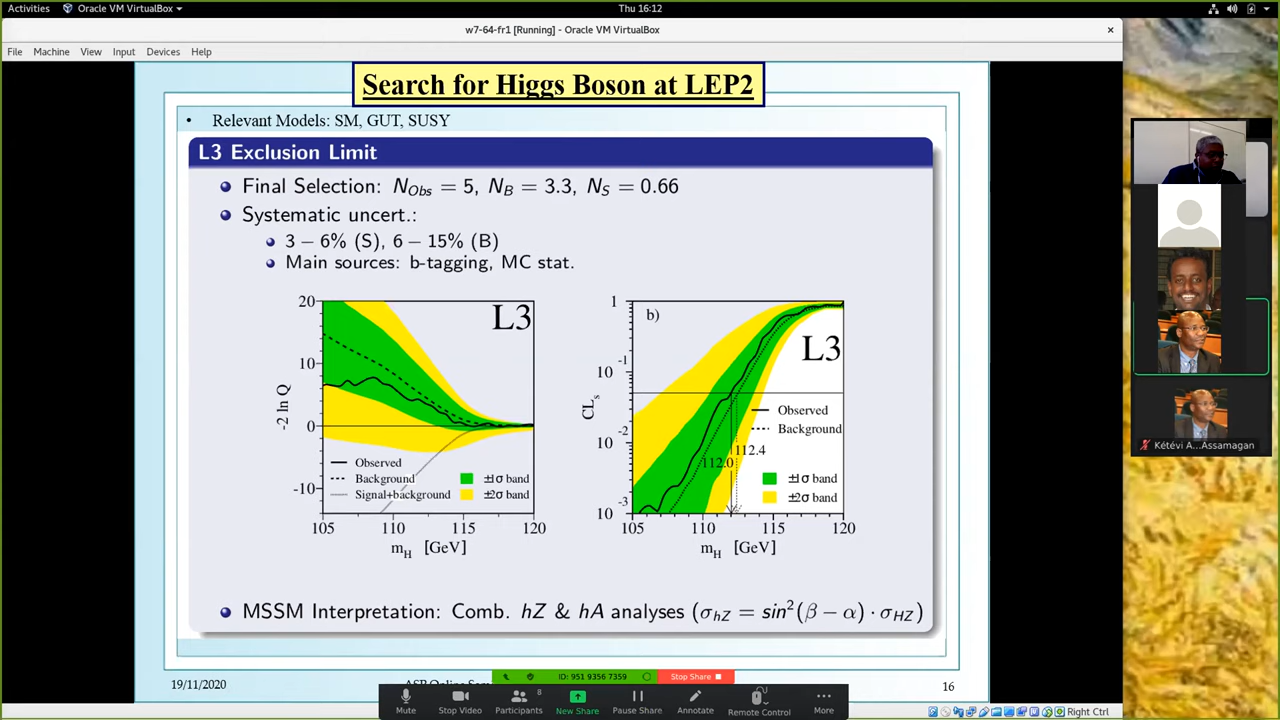 Activities
Oracle VM VirtualBox
Thu 16:12
w7-64-fr1 [Running] - Oracle VM VirtualBox
File Machine View Input Devices Help
Search for Higgs Boson at LEP2
• Relevant Models: SM, GUT, SUSY
L3 Exclusion Limit
Final Selection: N_Obs = 5, N_B = 3.3, N_S = 0.66
Systematic uncert.:
3 – 6% (S), 6 – 15% (B)
Main sources: b-tagging, MC stat.
20
10
0
-10
-2 ln Q
L3
Observed
Background
Signal+background
±1σ band
±2σ band
105 110 115 120
m_H [GeV]
1
10^-1
10^-2
10^-3
CL_s
b)
L3
Observed
Background
112.4
112.0
±1σ band
±2σ band
105 110 115 120
m_H [GeV]
MSSM Interpretation: Comb. hZ & hA analyses (σ_hZ = sin²(β – α) · σ_HZ)
19/11/2020
16
ID: 951 9356 7359
Stop Share
Mute
Stop Video
Participants
8
New Share
Pause Share
Annotate
Remote Control
More
Kétévi A...Assamagan
Right Ctrl